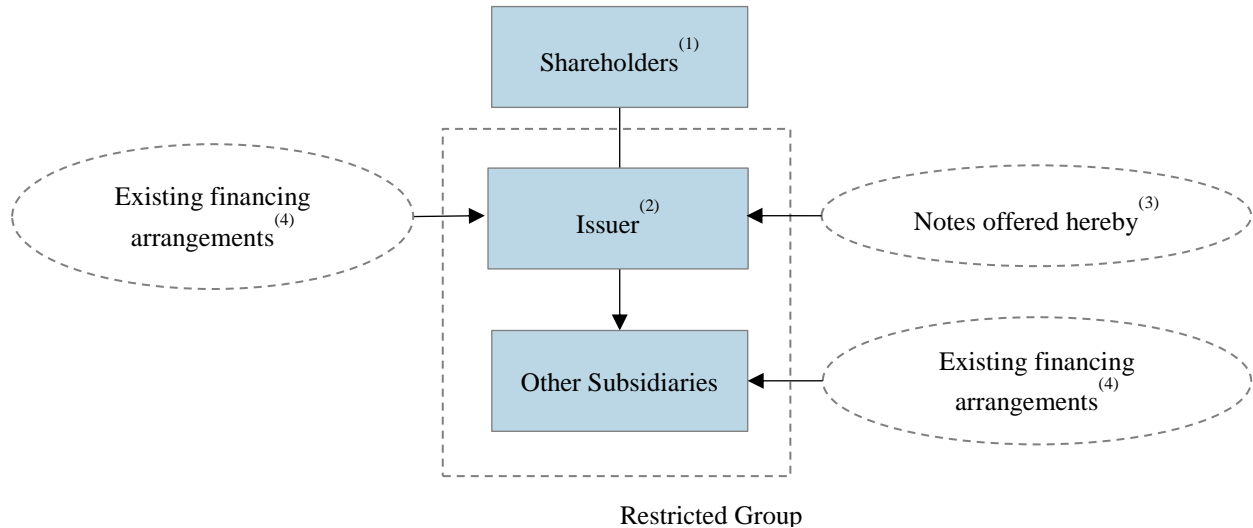 Shareholders(1)
Existing financing
arrangements(4)
Issuer(2)
Notes offered hereby(3)
Other Subsidiaries
Existing financing
arrangements(4)
Restricted Group